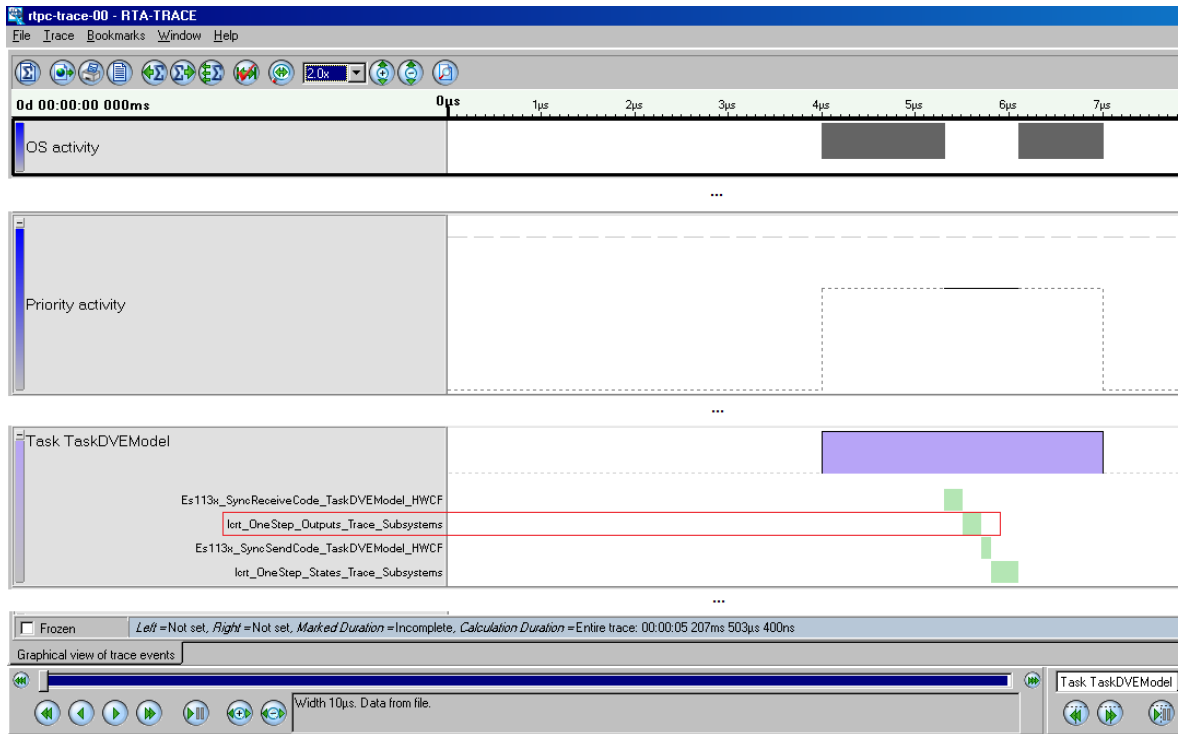 rtpc-trace-00 - RTA-TRACE
File Trace Bookmarks Window Help
2.0x
0d 00:00:00 000ms 0µs 1µs 2µs 3µs 4µs 5µs 6µs 7µs
OS activity
...
Priority activity
...
Task TaskDVEModel
Es113x_SyncReceiveCode_TaskDVEModel_HWCF
lcrt_OneStep_Outputs_Trace_Subsystems
Es113x_SyncSendCode_TaskDVEModel_HWCF
lcrt_OneStep_States_Trace_Subsystems
...
Frozen Left =Not set, Right =Not set, Marked Duration =Incomplete, Calculation Duration =Entire trace: 00:00:05 207ms 503µs 400ns
Graphical view of trace events
Task TaskDVEModel
Width 10µs. Data from file.